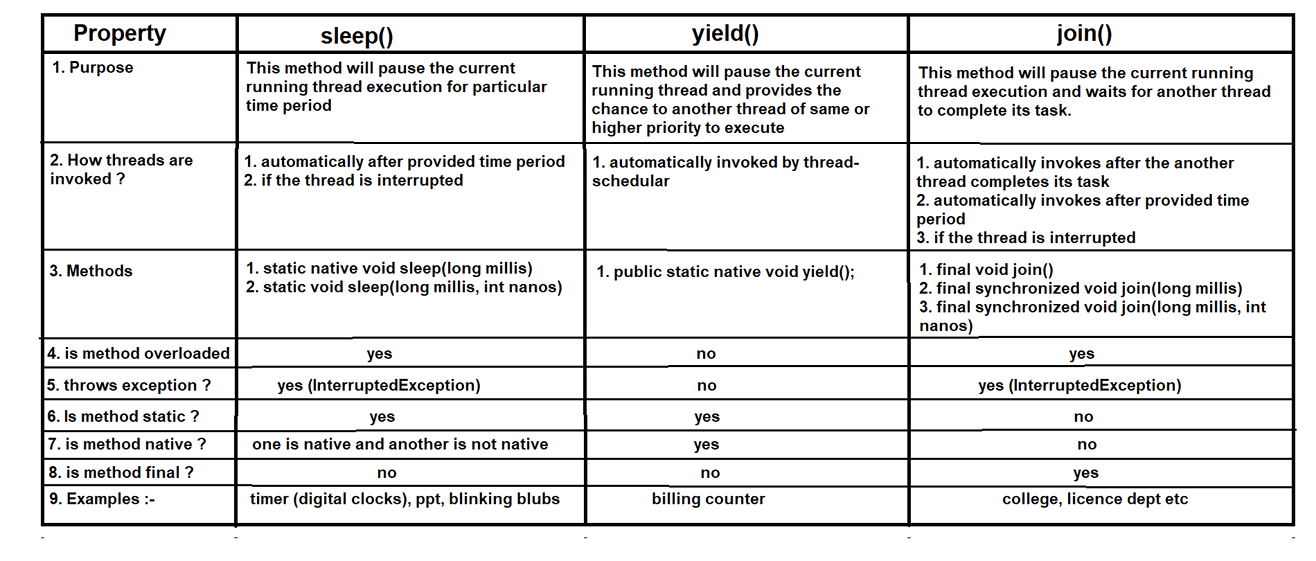 Property
sleep()
yield()
join()
1. Purpose
This method will pause the current
running thread execution for particular
time period
This method will pause the current
running thread and provides the
chance to another thread of same or
higher priority to execute
This method will pause the current running
thread execution and waits for another thread
to complete its task.
2. How threads are
invoked ?
1. automatically after provided time period
2. if the thread is interrupted
1. automatically invoked by thread-
schedular
1. automatically invokes after the another
thread completes its task
2. automatically invokes after provided time
period
3. if the thread is interrupted
3. Methods
1. static native void sleep(long millis)
2. static void sleep(long millis, int nanos)
1. public static native void yield();
1. final void join()
2. final synchronized void join(long millis)
3. final synchronized void join(long millis, int
nanos)
4. is method overloaded
yes
no
yes
5. throws exception ?
yes (InterruptedException)
no
yes (InterruptedException)
6. Is method static ?
yes
yes
no
7. is method native ?
one is native and another is not native
yes
no
8. is method final ?
no
no
yes
9. Examples :-
timer (digital clocks), ppt, blinking blubs
billing counter
college, licence dept etc